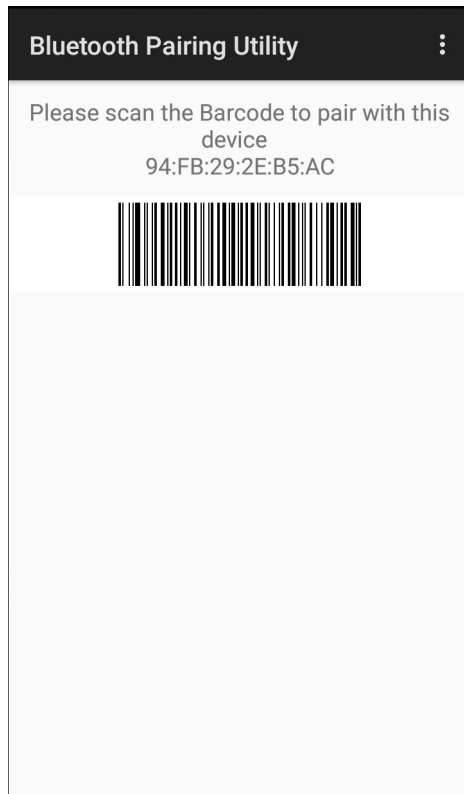 Bluetooth Pairing Utility
Please scan the Barcode to pair with this
device
94:FB:29:2E:B5:AC